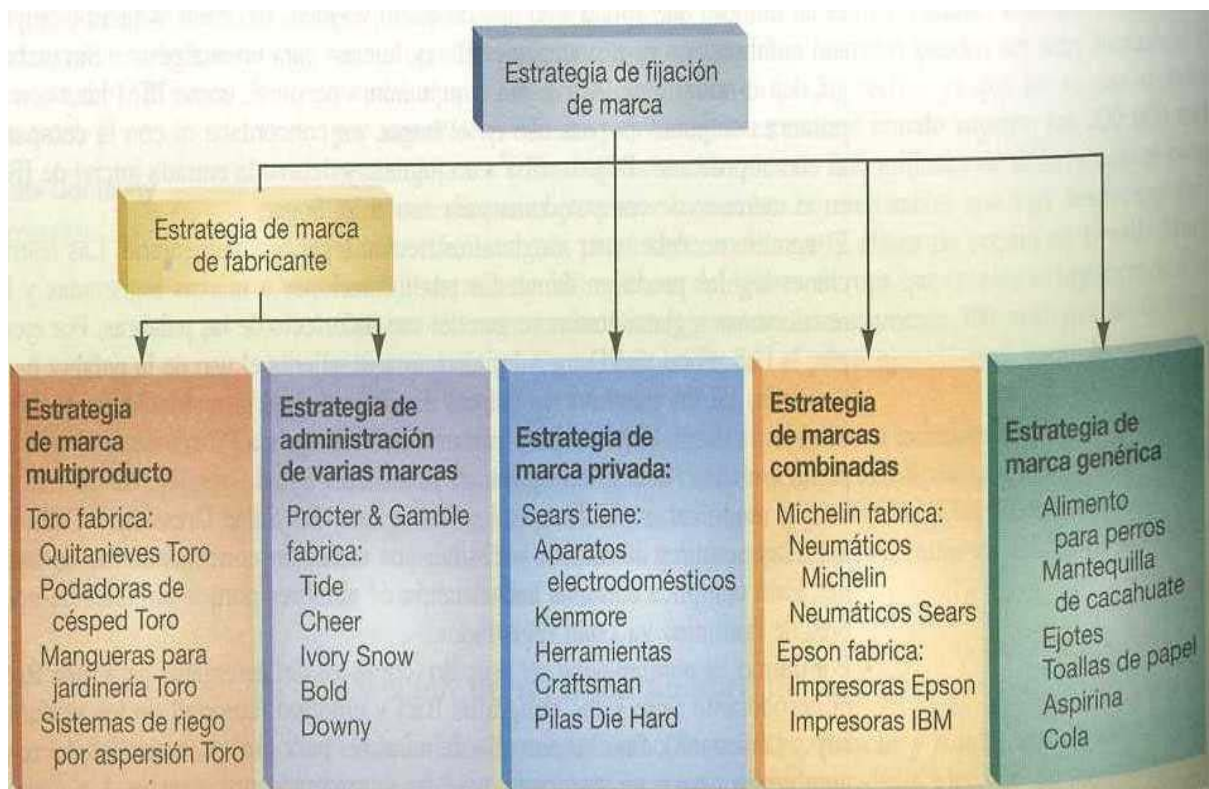 Estrategia de fijación
de marca
Estrategia de marca
de fabricante
Estrategia
de marca
multiproducto
Toro fabrica:
Quitanieves Toro
Podadoras de
césped Toro
Mangueras para
jardinería Toro
Sistemas de riego
por aspersión Toro
Estrategia de
administración
de varias marcas
Procter & Gamble
fabrica:
Tide
Cheer
Ivory Snow
Bold
Downy
Estrategia de
marca privada:
Sears tiene:
Aparatos
electrodomésticos
Kenmore
Herramientas
Craftsman
Pilas Die Hard
Estrategia
de marcas
combinadas
Michelin fabrica:
Neumáticos
Michelin
Neumáticos Sears
Epson fabrica:
Impresoras Epson
Impresoras IBM
Estrategia de
marca genérica
Alimento
para perros
Mantequilla
de cacahuate
Ejotes
Toallas de papel
Aspirina
Cola